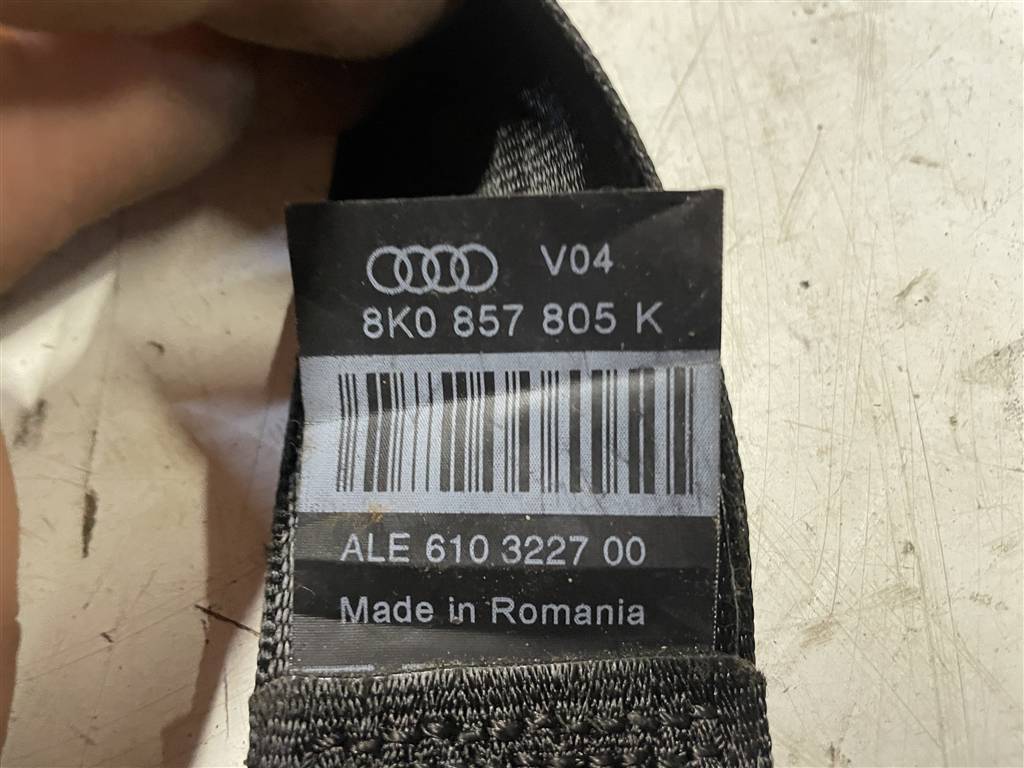 V04
8K0 857 805 K
ALE 610 3227 00
Made in Romania